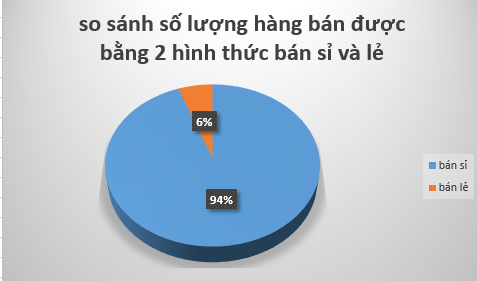 so sánh số lượng hàng bán được
bằng 2 hình thức bán sỉ và lẻ
6%
94%
bán sỉ
bán lẻ